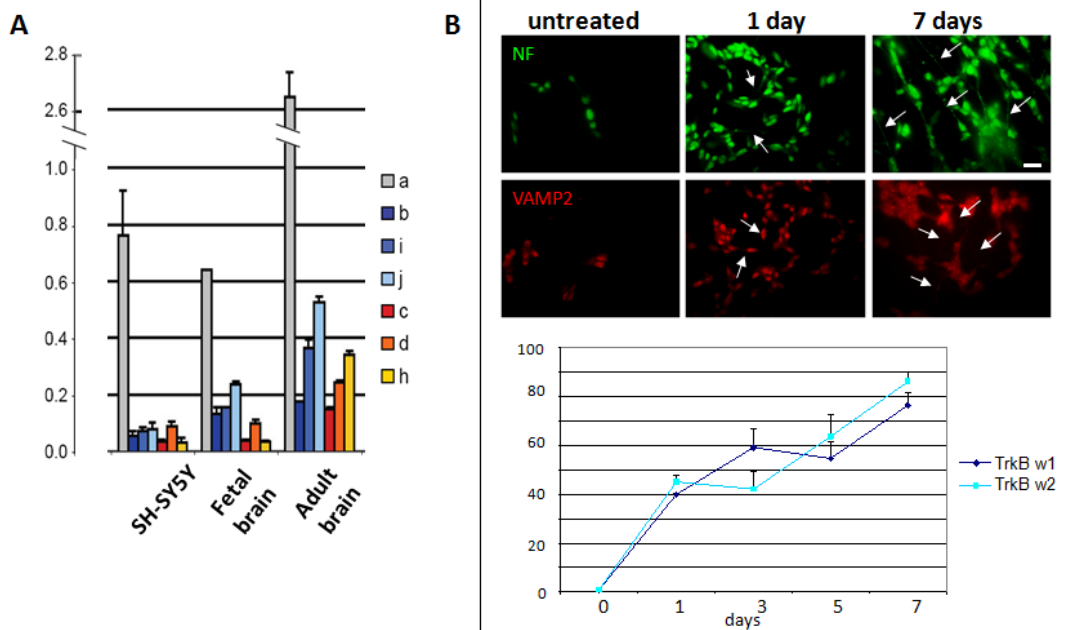 A
2.8
2.6
1.0
0.8
0.6
0.4
0.2
0.0
a
b
i
j
c
d
h
SH-SY5Y
Fetal
brain
Adult
brain
B
untreated
1 day
7 days
NF
VAMP2
100
80
60
40
20
0
0 1 3 5 7
days
TrkB w1
TrkB w2